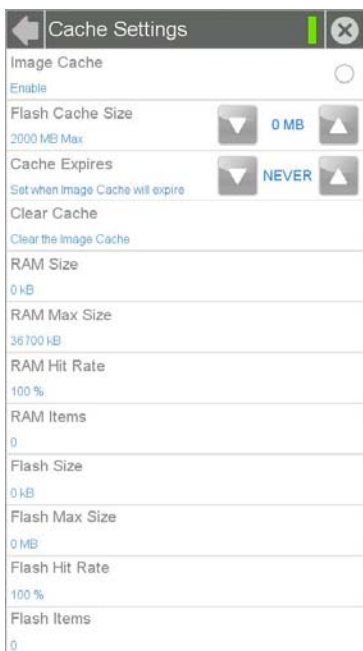 Cache Settings
Image Cache
Enable
Flash Cache Size
2000 MB Max
0 MB
Cache Expires
Set when Image Cache will expire
NEVER
Clear Cache
Clear the Image Cache
RAM Size
0 kB
RAM Max Size
36700 kB
RAM Hit Rate
100 %
RAM Items
0
Flash Size
0 kB
Flash Max Size
0 MB
Flash Hit Rate
100 %
Flash Items
0